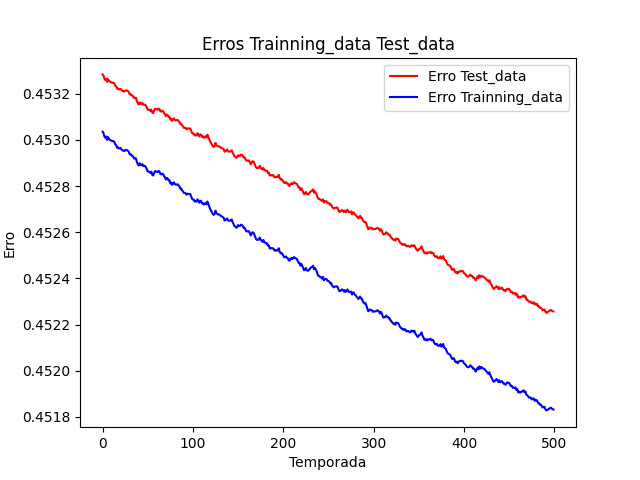 Erros Trainning_data Test_data
Erro Test_data
Erro Trainning_data
0.4532
0.4530
0.4528
0.4526
0.4524
0.4522
0.4520
0.4518
Erro
0 100 200 300 400 500
Temporada